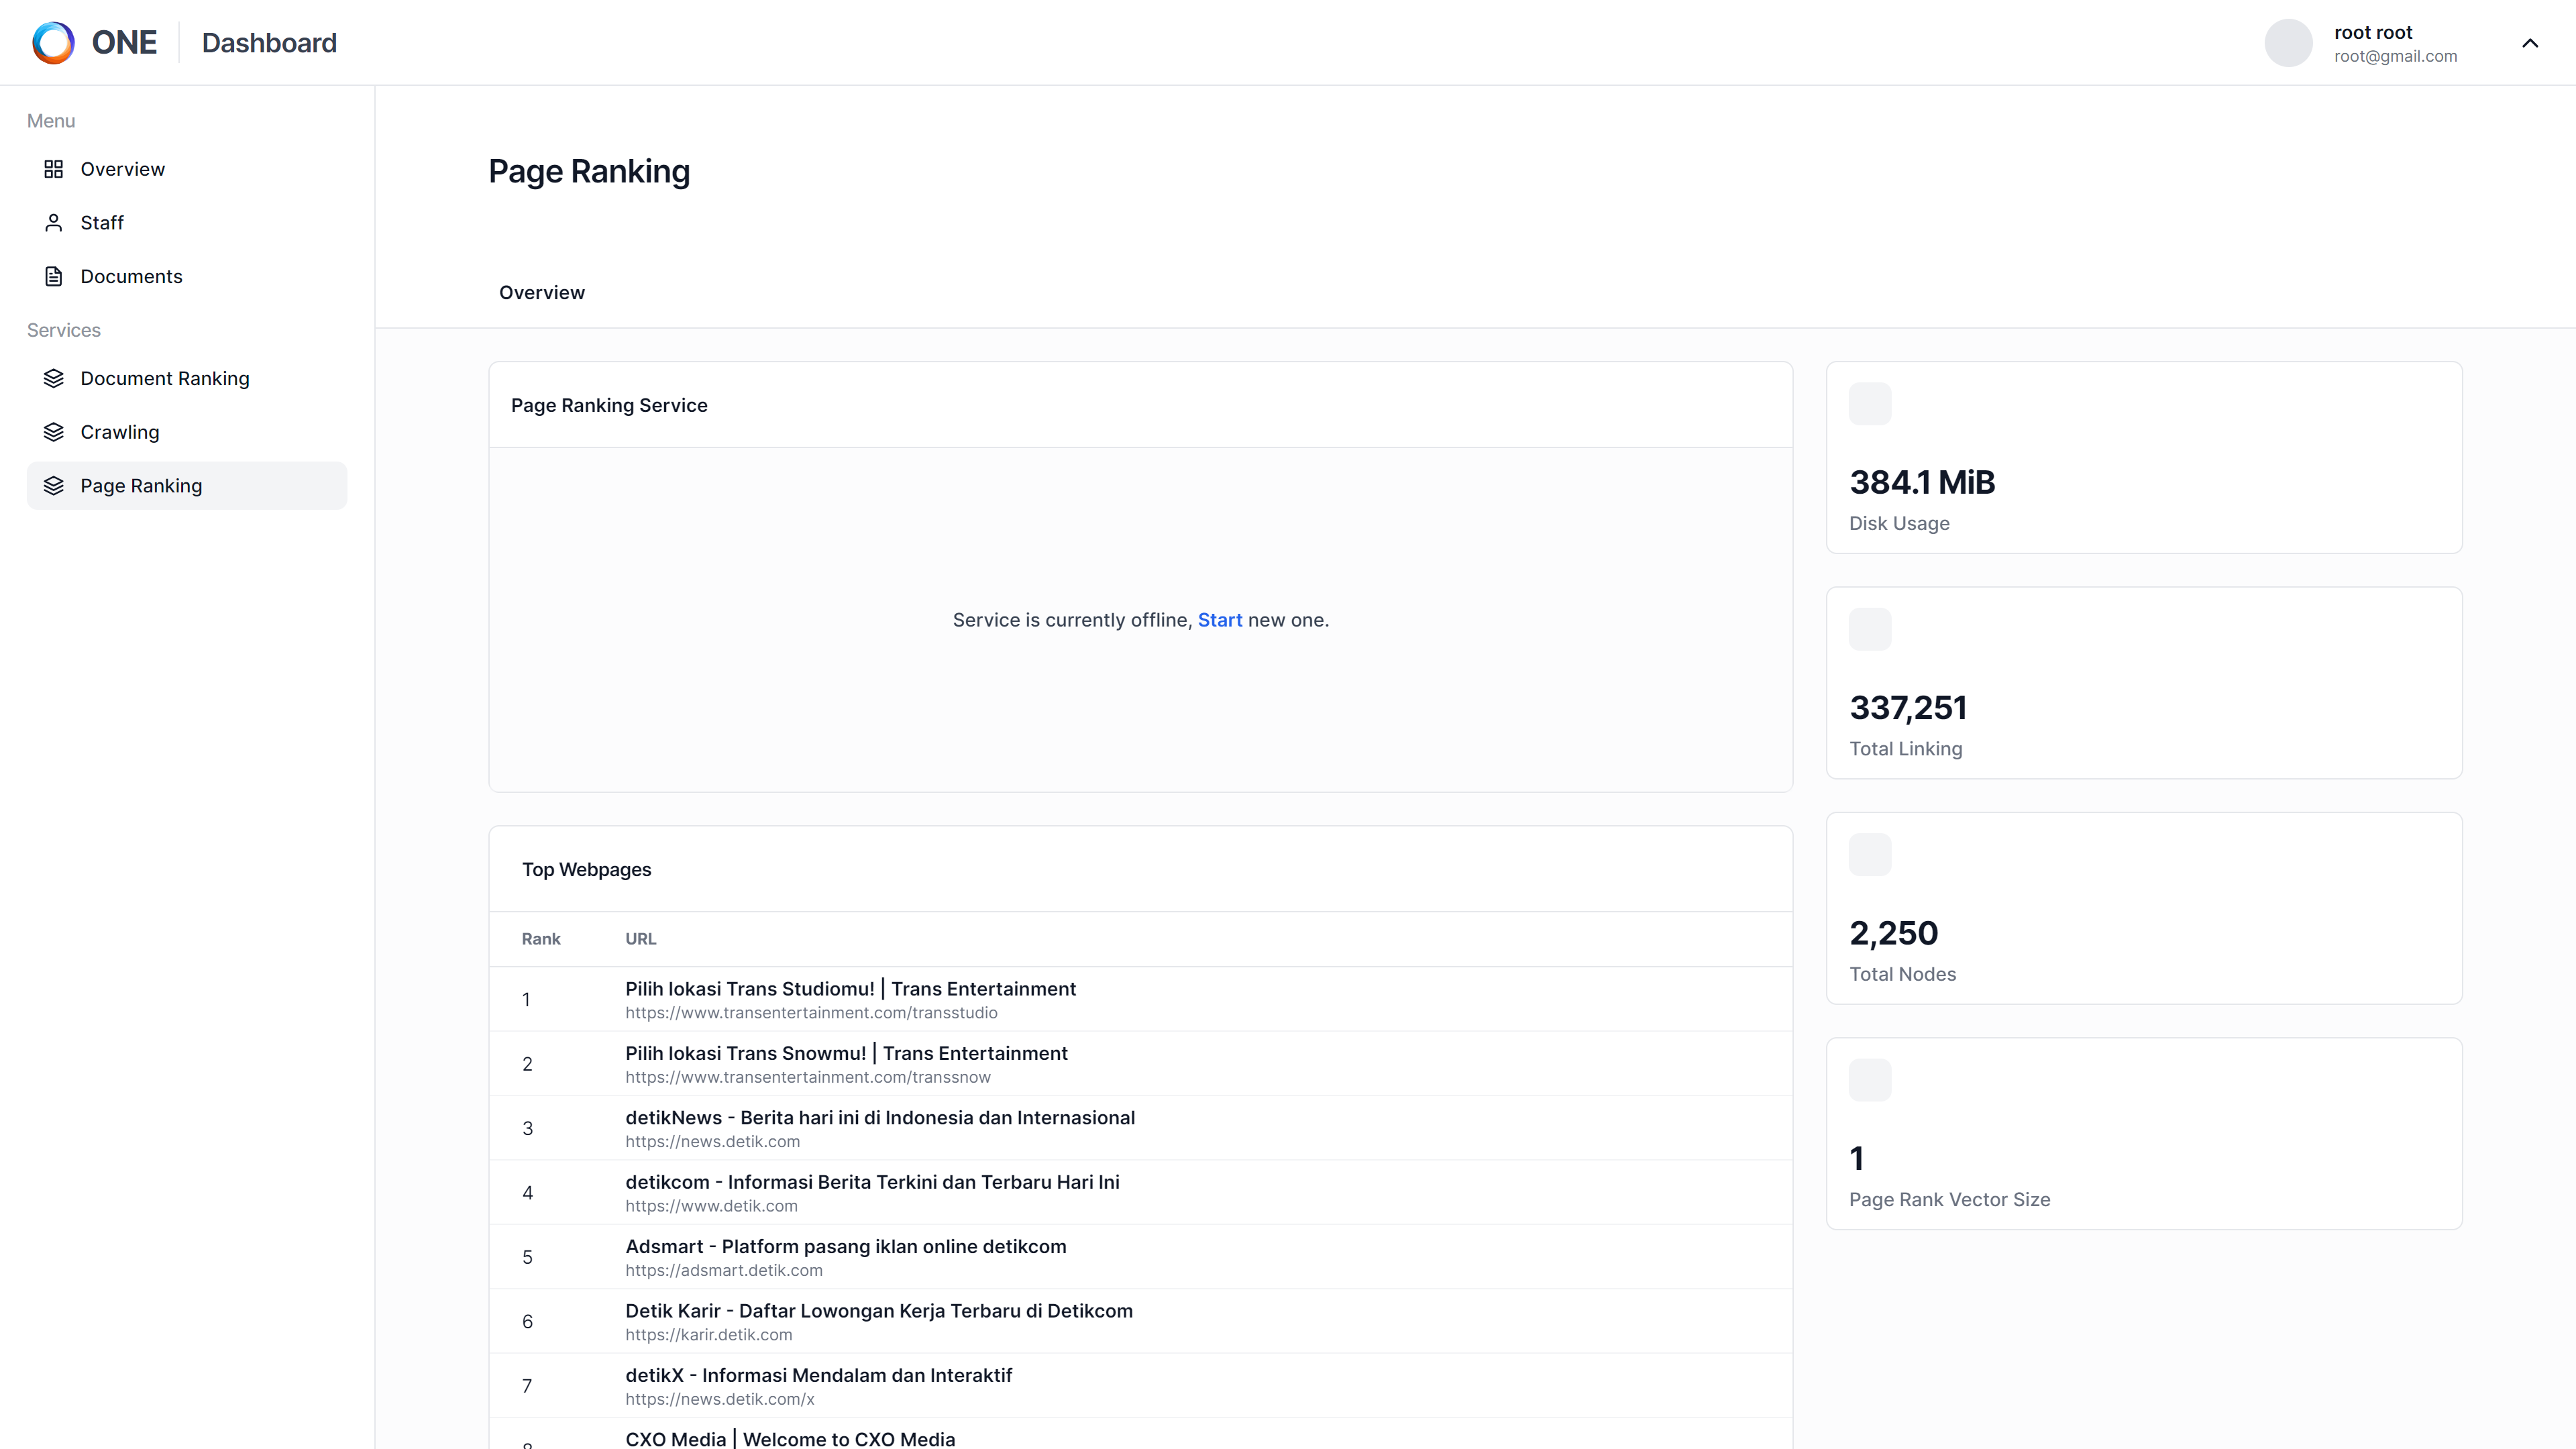 ONE
Dashboard
root root
root@gmail.com
Menu
Overview
Staff
Documents
Services
Document Ranking
Crawling
Page Ranking
Page Ranking
Overview
Page Ranking Service
Service is currently offline, Start new one.
Top Webpages
Rank URL
1 Pilih lokasi Trans Studiomu! | Trans Entertainment
https://www.transentertainment.com/transstudio
2 Pilih lokasi Trans Snowmu! | Trans Entertainment
https://www.transentertainment.com/transsnow
3 detikNews - Berita hari ini di Indonesia dan Internasional
https://news.detik.com
4 detikcom - Informasi Berita Terkini dan Terbaru Hari Ini
https://www.detik.com
5 Adsmart - Platform pasang iklan online detikcom
https://adsmart.detik.com
6 Detik Karir - Daftar Lowongan Kerja Terbaru di Detikcom
https://karir.detik.com
7 detikX - Informasi Mendalam dan Interaktif
https://news.detik.com/x
CXO Media | Welcome to CXO Media
384.1 MiB
Disk Usage
337,251
Total Linking
2,250
Total Nodes
1
Page Rank Vector Size